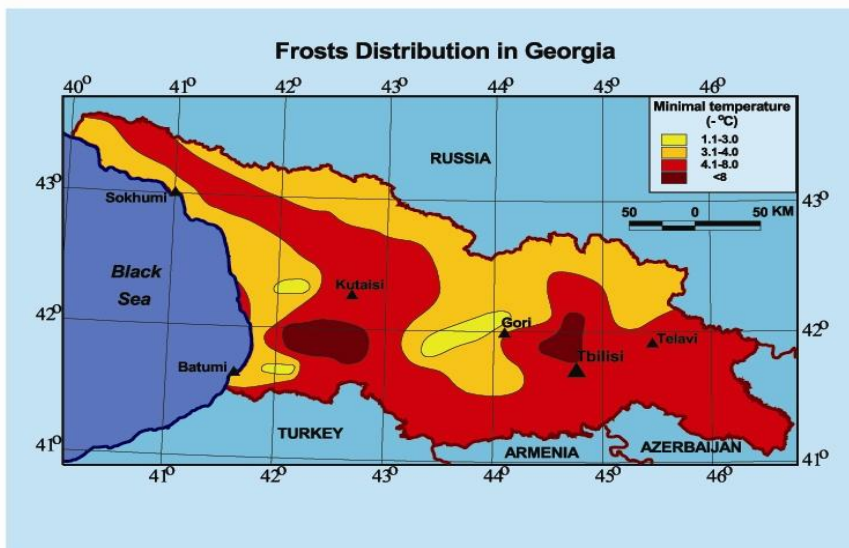 Frosts Distribution in Georgia
40° 41° 42° 43° 44° 45° 46°
Minimal temperature
(- °C)
1.1-3.0
3.1-4.0
4.1-8.0
<8
RUSSIA
43° 43°
50 0 50 KM
Sokhumi
Black
Sea
Kutaisi
42° 42°
Gori
Telavi
Tbilisi
Batumi
TURKEY
ARMENIA
AZERBAIJAN
41° 41°
41° 42° 43° 44° 45° 46°